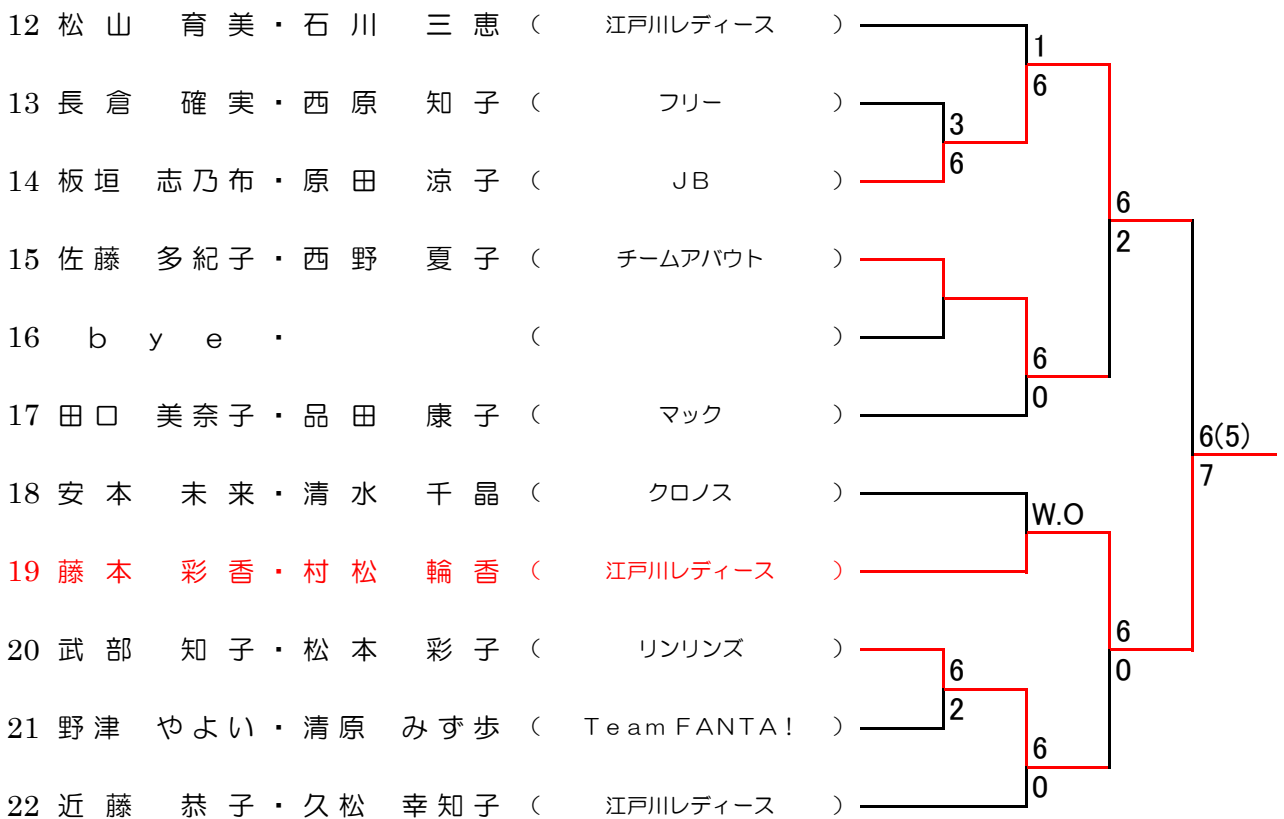 12 松山 育美・石川 三恵 ( 江戸川レディース )
1
6
13 長倉 確実・西原 知子 ( フリー )
3
6
14 板垣 志乃布・原田 涼子 ( JB )
6
2
15 佐藤 多紀子・西野 夏子 ( チームアバウト )
16 bye・ ( )
6
0
17 田口 美奈子・品田 康子 ( マック )
6(5)
7
18 安本 未来・清水 千晶 ( クロノス )
W.O
19 藤本 彩香・村松 輪香 ( 江戸川レディース )
6
0
20 武部 知子・松本 彩子 ( リンリンズ )
6
2
21 野津 やよい・清原 みず歩 ( Team FANTA! )
6
0
22 近藤 恭子・久松 幸知子 ( 江戸川レディース )